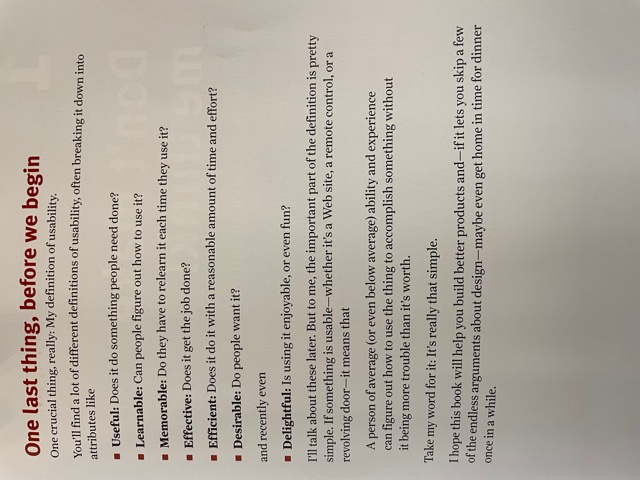 One last thing, before we begin
One crucial thing, really: My definition of usability.
You'll find a lot of different definitions of usability, often breaking it down into
attributes like
■ Useful: Does it do something people need done?
■ Learnable: Can people figure out how to use it?
■ Memorable: Do they have to relearn it each time they use it?
■ Effective: Does it get the job done?
■ Efficient: Does it do it with a reasonable amount of time and effort?
■ Desirable: Do people want it?
and recently even
■ Delightful: Is using it enjoyable, or even fun?
I'll talk about these later. But to me, the important part of the definition is pretty
simple. If something is usable—whether it's a Web site, a remote control, or a
revolving door—it means that
A person of average (or even below average) ability and experience
can figure out how to use the thing to accomplish something without
it being more trouble than it's worth.
Take my word for it: It's really that simple.
I hope this book will help you build better products and—if it lets you skip a few
of the endless arguments about design—maybe even get home in time for dinner
once in a while.